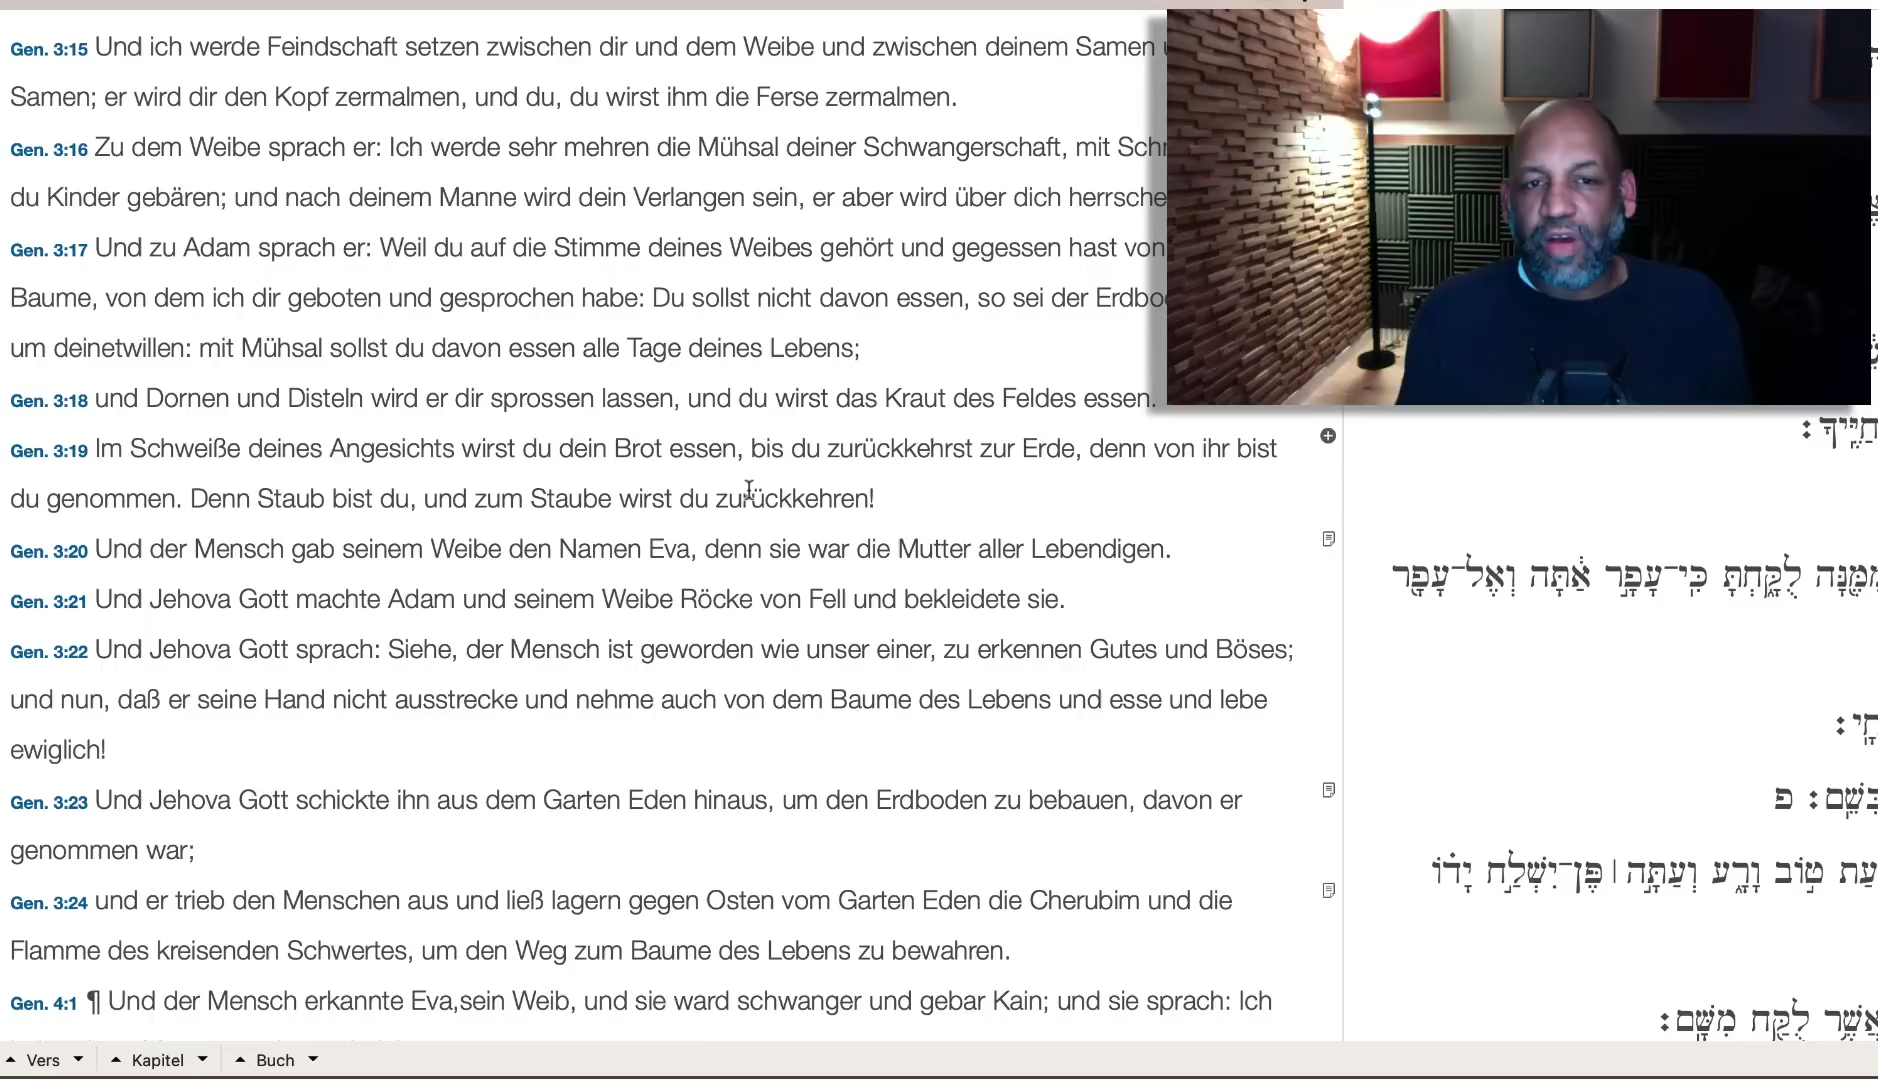 Gen. 3:15 Und ich werde Feindschaft setzen zwischen dir und dem Weibe und zwischen deinem Samen
Samen; er wird dir den Kopf zermalmen, und du, du wirst ihm die Ferse zermalmen.
Gen. 3:16 Zu dem Weibe sprach er: Ich werde sehr mehren die Mühsal deiner Schwangerschaft, mit
du Kinder gebären; und nach deinem Manne wird dein Verlangen sein, er aber wird über dich
Gen. 3:17 Und zu Adam sprach er: Weil du auf die Stimme deines Weibes gehört und gegessen hast von
Baume, von dem ich dir geboten und gesprochen habe: Du sollst nicht davon essen, so sei der
um deinetwillen: mit Mühsal sollst du davon essen alle Tage deines Lebens;
Gen. 3:18 und Dornen und Disteln wird er dir sprossen lassen, und du wirst das Kraut des Feldes essen.
Gen. 3:19 Im Schweiße deines Angesichts wirst du dein Brot essen, bis du zurückkehrst zur Erde, denn von ihr bist
du genommen. Denn Staub bist du, und zum Staube wirst du zurückkehren!
Gen. 3:20 Und der Mensch gab seinem Weibe den Namen Eva, denn sie war die Mutter aller Lebendigen.
Gen. 3:21 Und Jehova Gott machte Adam und seinem Weibe Röcke von Fell und bekleidete sie.
Gen. 3:22 Und Jehova Gott sprach: Siehe, der Mensch ist geworden wie unser einer, zu erkennen Gutes und Böses;
und nun, daß er seine Hand nicht ausstrecke und nehme auch von dem Baume des Lebens und esse und lebe
ewiglich!
Gen. 3:23 Und Jehova Gott schickte ihn aus dem Garten Eden hinaus, um den Erdboden zu bebauen, davon er
genommen war;
Gen. 3:24 und er trieb den Menschen aus und ließ lagern gegen Osten vom Garten Eden die Cherubim und die
Flamme des kreisenden Schwertes, um den Weg zum Baume des Lebens zu bewahren.
Gen. 4:1 ¶ Und der Mensch erkannte Eva,sein Weib, und sie ward schwanger und gebar Kain; und sie sprach: Ich
חַיֶּֽיךָ׃
מִמֶּ֖נָּה לֻקָּ֑חְתָּ כִּֽי־עָפָ֣ר אַ֔תָּה וְאֶל־עָפָ֖ר
חָֽי׃
בֹּשֵֽׁם׃ פ
טֹ֣וב וָרָ֑ע וְעַתָּ֣ה׀ פֶּן־יִשְׁלַ֣ח יָדֹ֗ו
אֲשֶׁ֥ר לֻקַּ֖ח מִשָּֽׁם׃
Vers Kapitel Buch